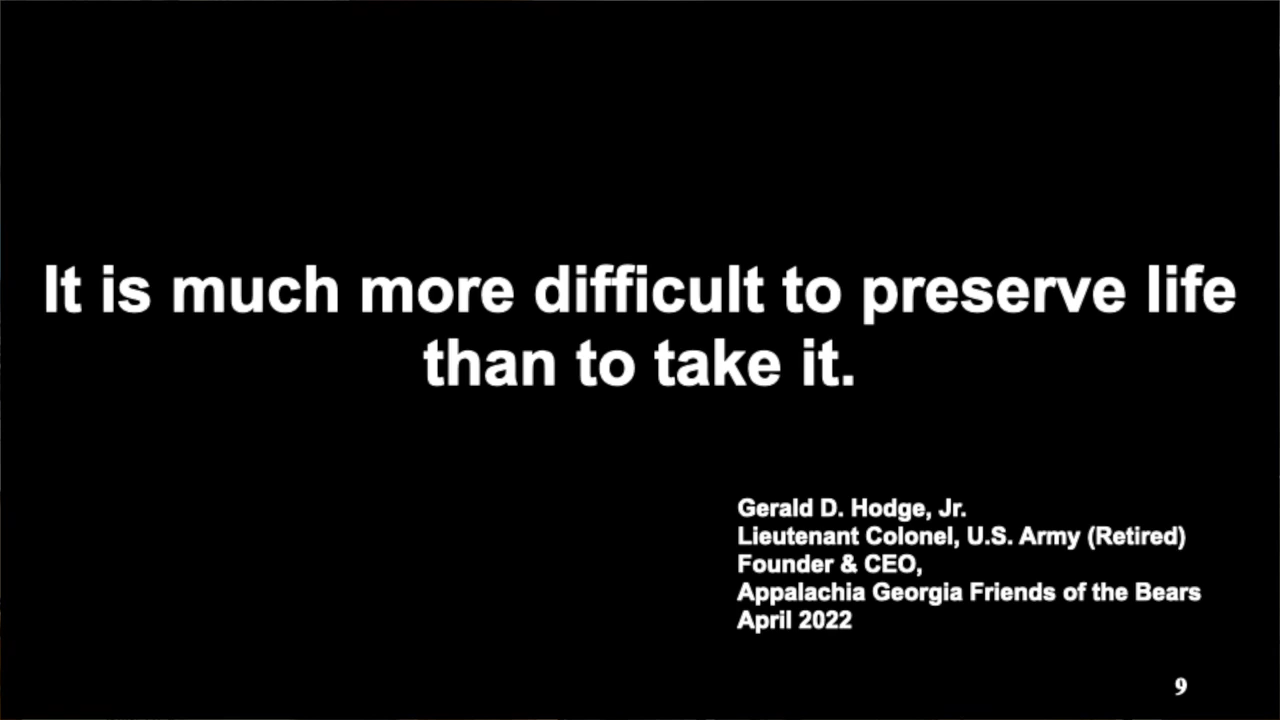 It is much more difficult to preserve life
than to take it.
Gerald D. Hodge, Jr.
Lieutenant Colonel, U.S. Army (Retired)
Founder & CEO,
Appalachia Georgia Friends of the Bears
April 2022
9